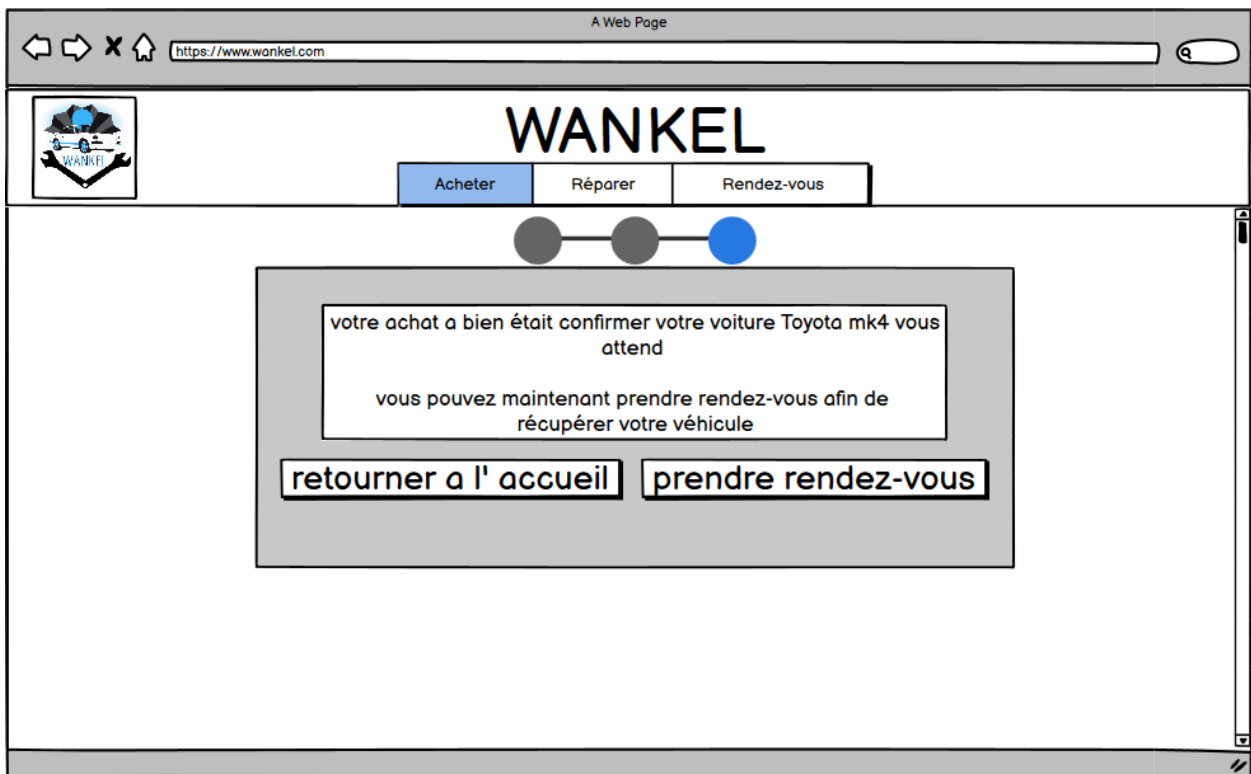 A Web Page
https://www.wankel.com
WANKEL
WANKEL
Acheter
Réparer
Rendez-vous
votre achat a bien était confirmer votre voiture Toyota mk4 vous
attend
vous pouvez maintenant prendre rendez-vous afin de
récupérer votre véhicule
retourner a l' accueil
prendre rendez-vous